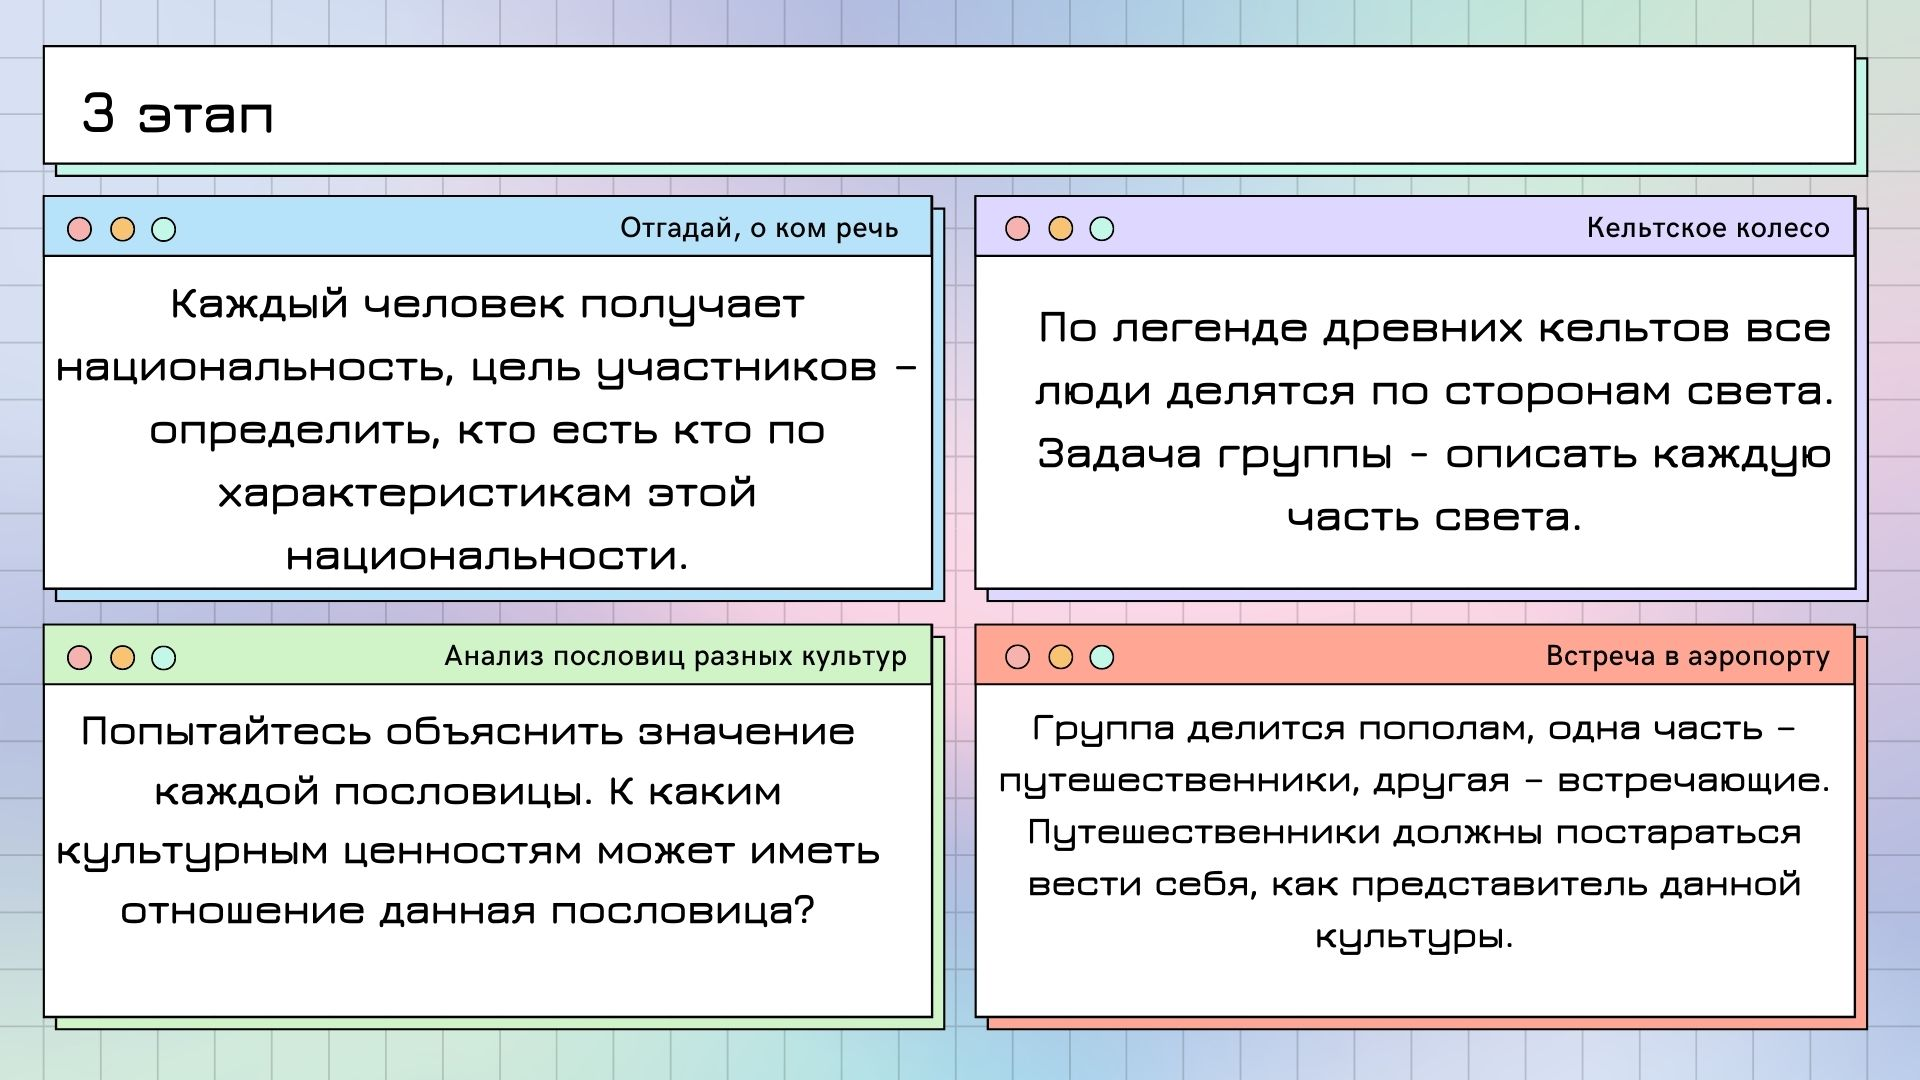 3 этап
Отгадай, о ком речь
Каждый человек получает
национальность, цель участников –
определить, кто есть кто по
характеристикам этой
национальности.
Кельтское колесо
По легенде древних кельтов все
люди делятся по сторонам света.
Задача группы - описать каждую
часть света.
Анализ пословиц разных культур
Попытайтесь объяснить значение
каждой пословицы. К каким
культурным ценностям может иметь
отношение данная пословица?
Встреча в аэропорту
Группа делится пополам, одна часть –
путешественники, другая – встречающие.
Путешественники должны постараться
вести себя, как представитель данной
культуры.